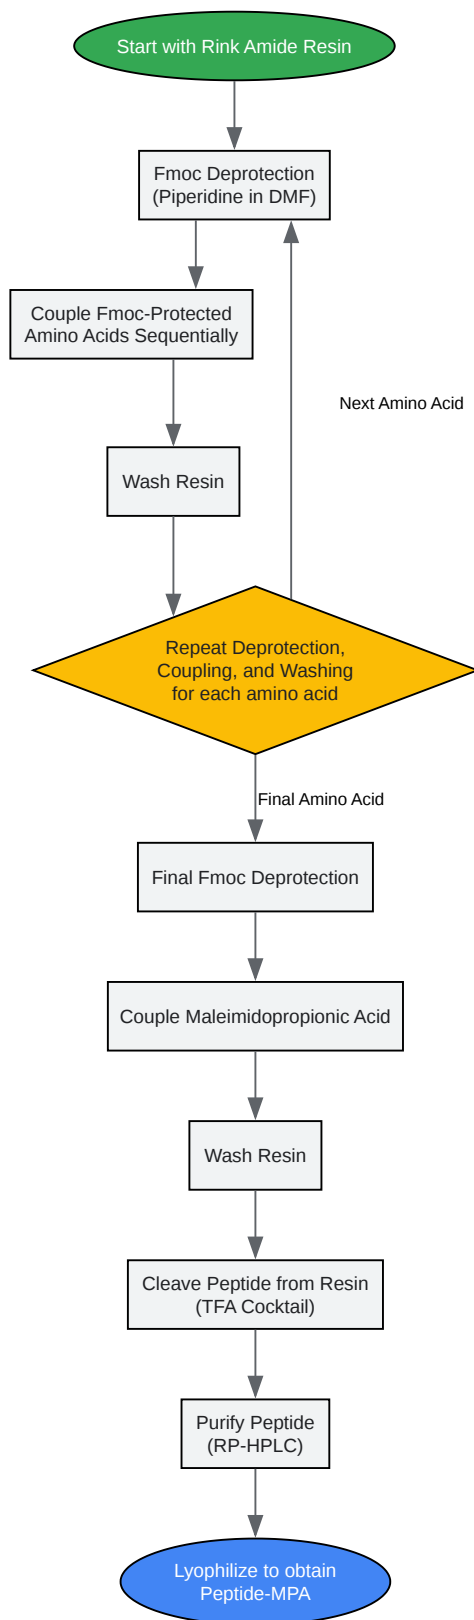 Start with Rink Amide Resin
Fmoc Deprotection
(Piperidine in DMF)
Couple Fmoc-Protected
Amino Acids Sequentially
Next Amino Acid
Wash Resin
Repeat Deprotection,
Coupling, and Washing
for each amino acid
Final Amino Acid
Final Fmoc Deprotection
Couple Maleimidopropionic Acid
Wash Resin
Cleave Peptide from Resin
(TFA Cocktail)
Purify Peptide
(RP-HPLC)
Lyophilize to obtain
Peptide-MPA